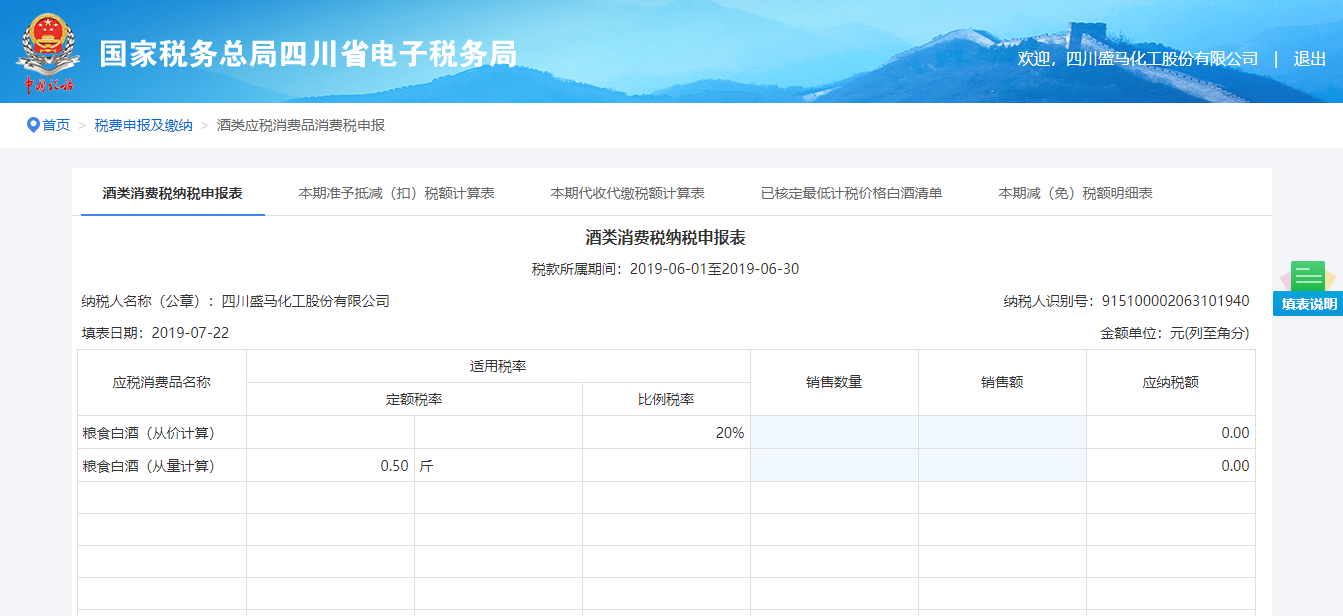 国家税务总局四川省电子税务局
欢迎，四川盛马化工股份有限公司 | 退出
中国税务
首页 > 税费申报及缴纳 > 酒类应税消费品消费税申报
酒类消费税纳税申报表 本期准予抵减（扣）税额计算表 本期代收代缴税额计算表 已核定最低计税价格白酒清单 本期减（免）税额明细表
酒类消费税纳税申报表
税款所属期间：2019-06-01至2019-06-30
纳税人名称（公章）：四川盛马化工股份有限公司 纳税人识别号：915100002063101940
填表说明
填表日期：2019-07-22 金额单位：元(列至角分)
应税消费品名称 适用税率 销售数量 销售额 应纳税额
定额税率 比例税率
粮食白酒（从价计算） 20% 0.00
粮食白酒（从量计算） 0.50 斤 0.00